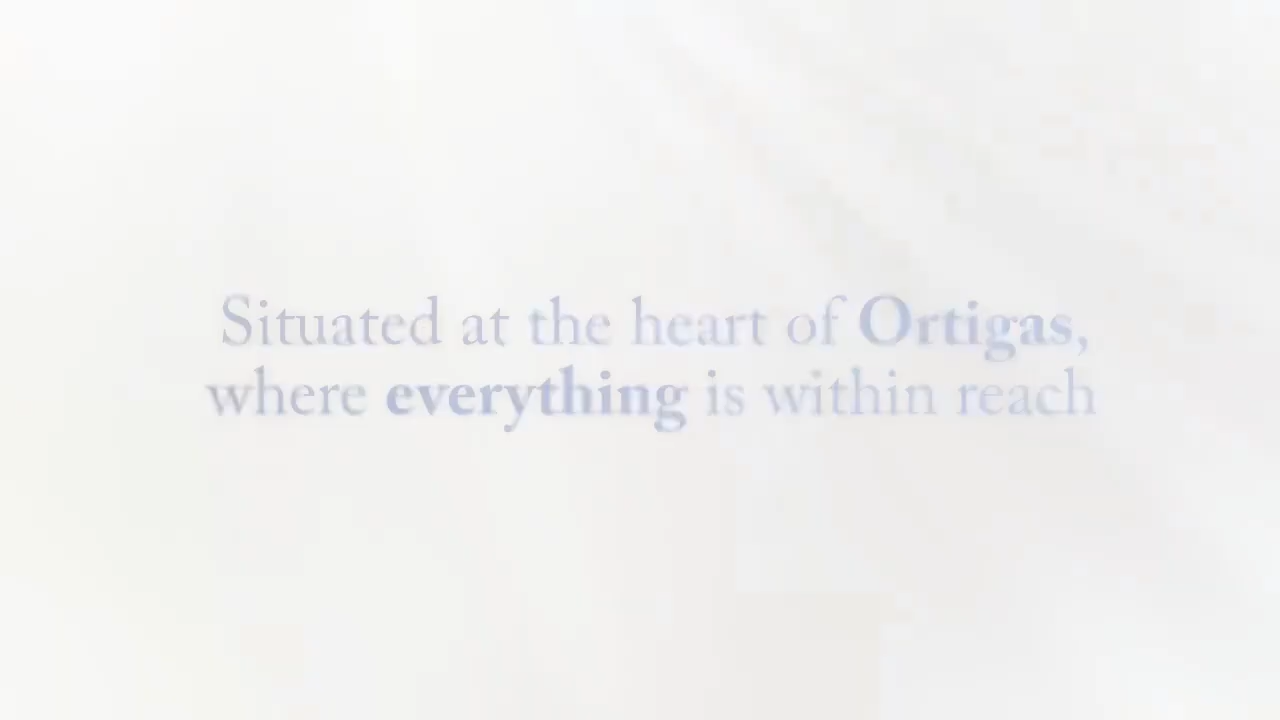 Situated at the heart of Ortigas,
where everything is within reach